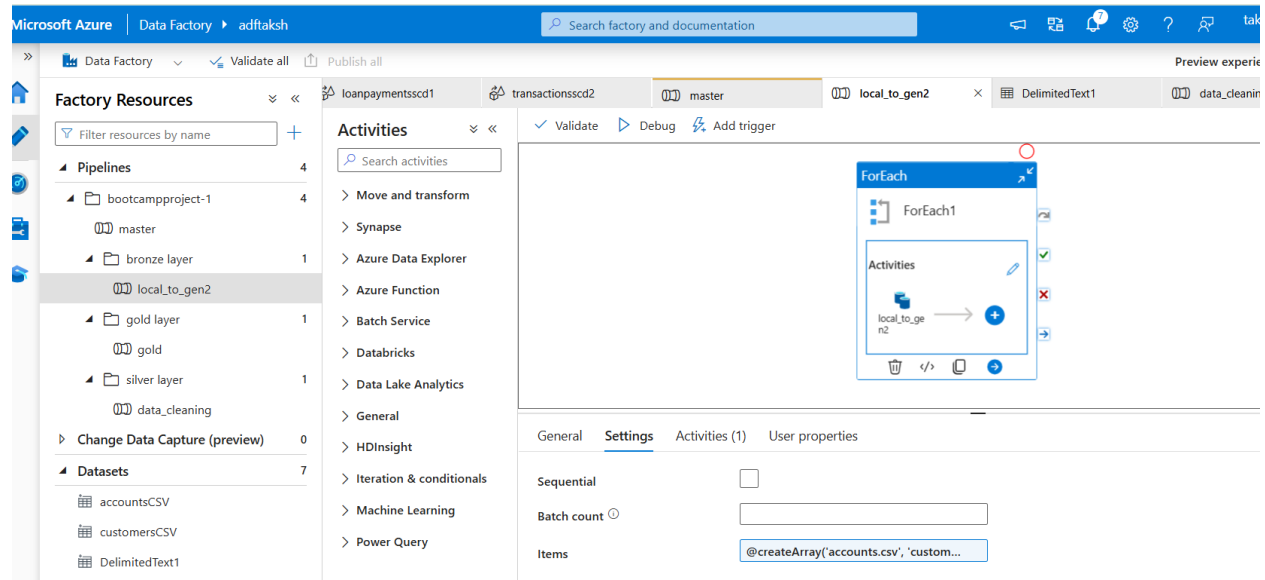 Microsoft Azure
Data Factory
adftaksh
Search factory and documentation
7
tak
Data Factory
Validate all
Publish all
Preview experie
Factory Resources
Filter resources by name
Pipelines
4
bootcampproject-1
4
master
bronze layer
1
local_to_gen2
gold layer
1
gold
silver layer
1
data_cleaning
Change Data Capture (preview)
0
Datasets
7
accountsCSV
customersCSV
DelimitedText1
loanpaymentsscd1
transactionsscd2
master
local_to_gen2
DelimitedText1
data_cleanin
Activities
Search activities
Move and transform
Synapse
Azure Data Explorer
Azure Function
Batch Service
Databricks
Data Lake Analytics
General
HDInsight
Iteration & conditionals
Machine Learning
Power Query
Validate
Debug
Add trigger
ForEach
ForEach1
Activities
local_to_ge
n2
General
Settings
Activities (1)
User properties
Sequential
Batch count
Items
@createArray('accounts.csv', 'custom...